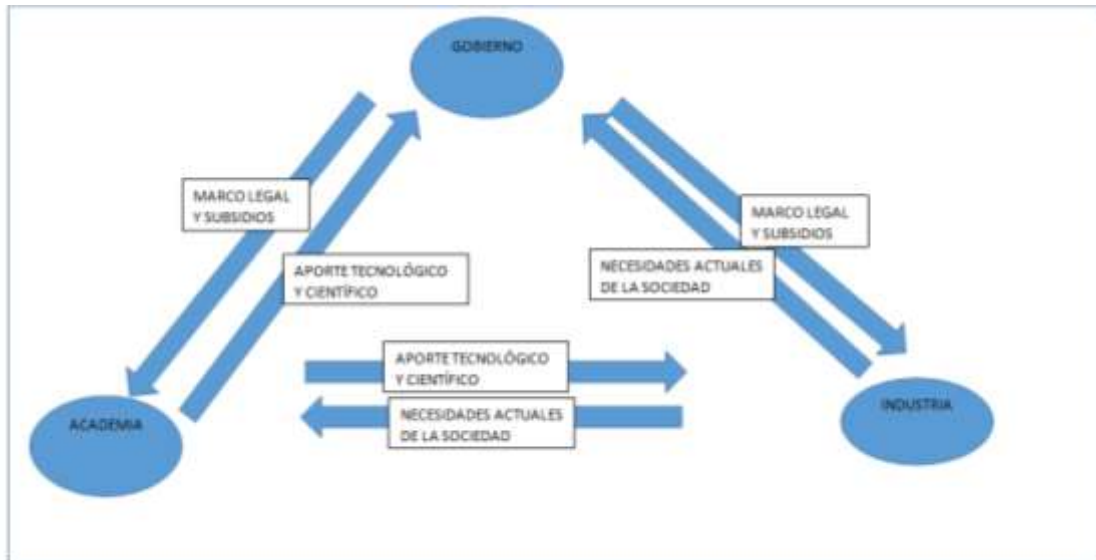 GOBIERNO
MARCO LEGAL
Y SUBSIDIOS
MARCO LEGAL
Y SUBSIDIOS
APORTE TECNOLÓGICO
Y CIENTÍFICO
NECESIDADES ACTUALES
DE LA SOCIEDAD
APORTE TECNOLÓGICO
Y CIENTÍFICO
NECESIDADES ACTUALES
DE LA SOCIEDAD
ACADEMIA
INDUSTRIA